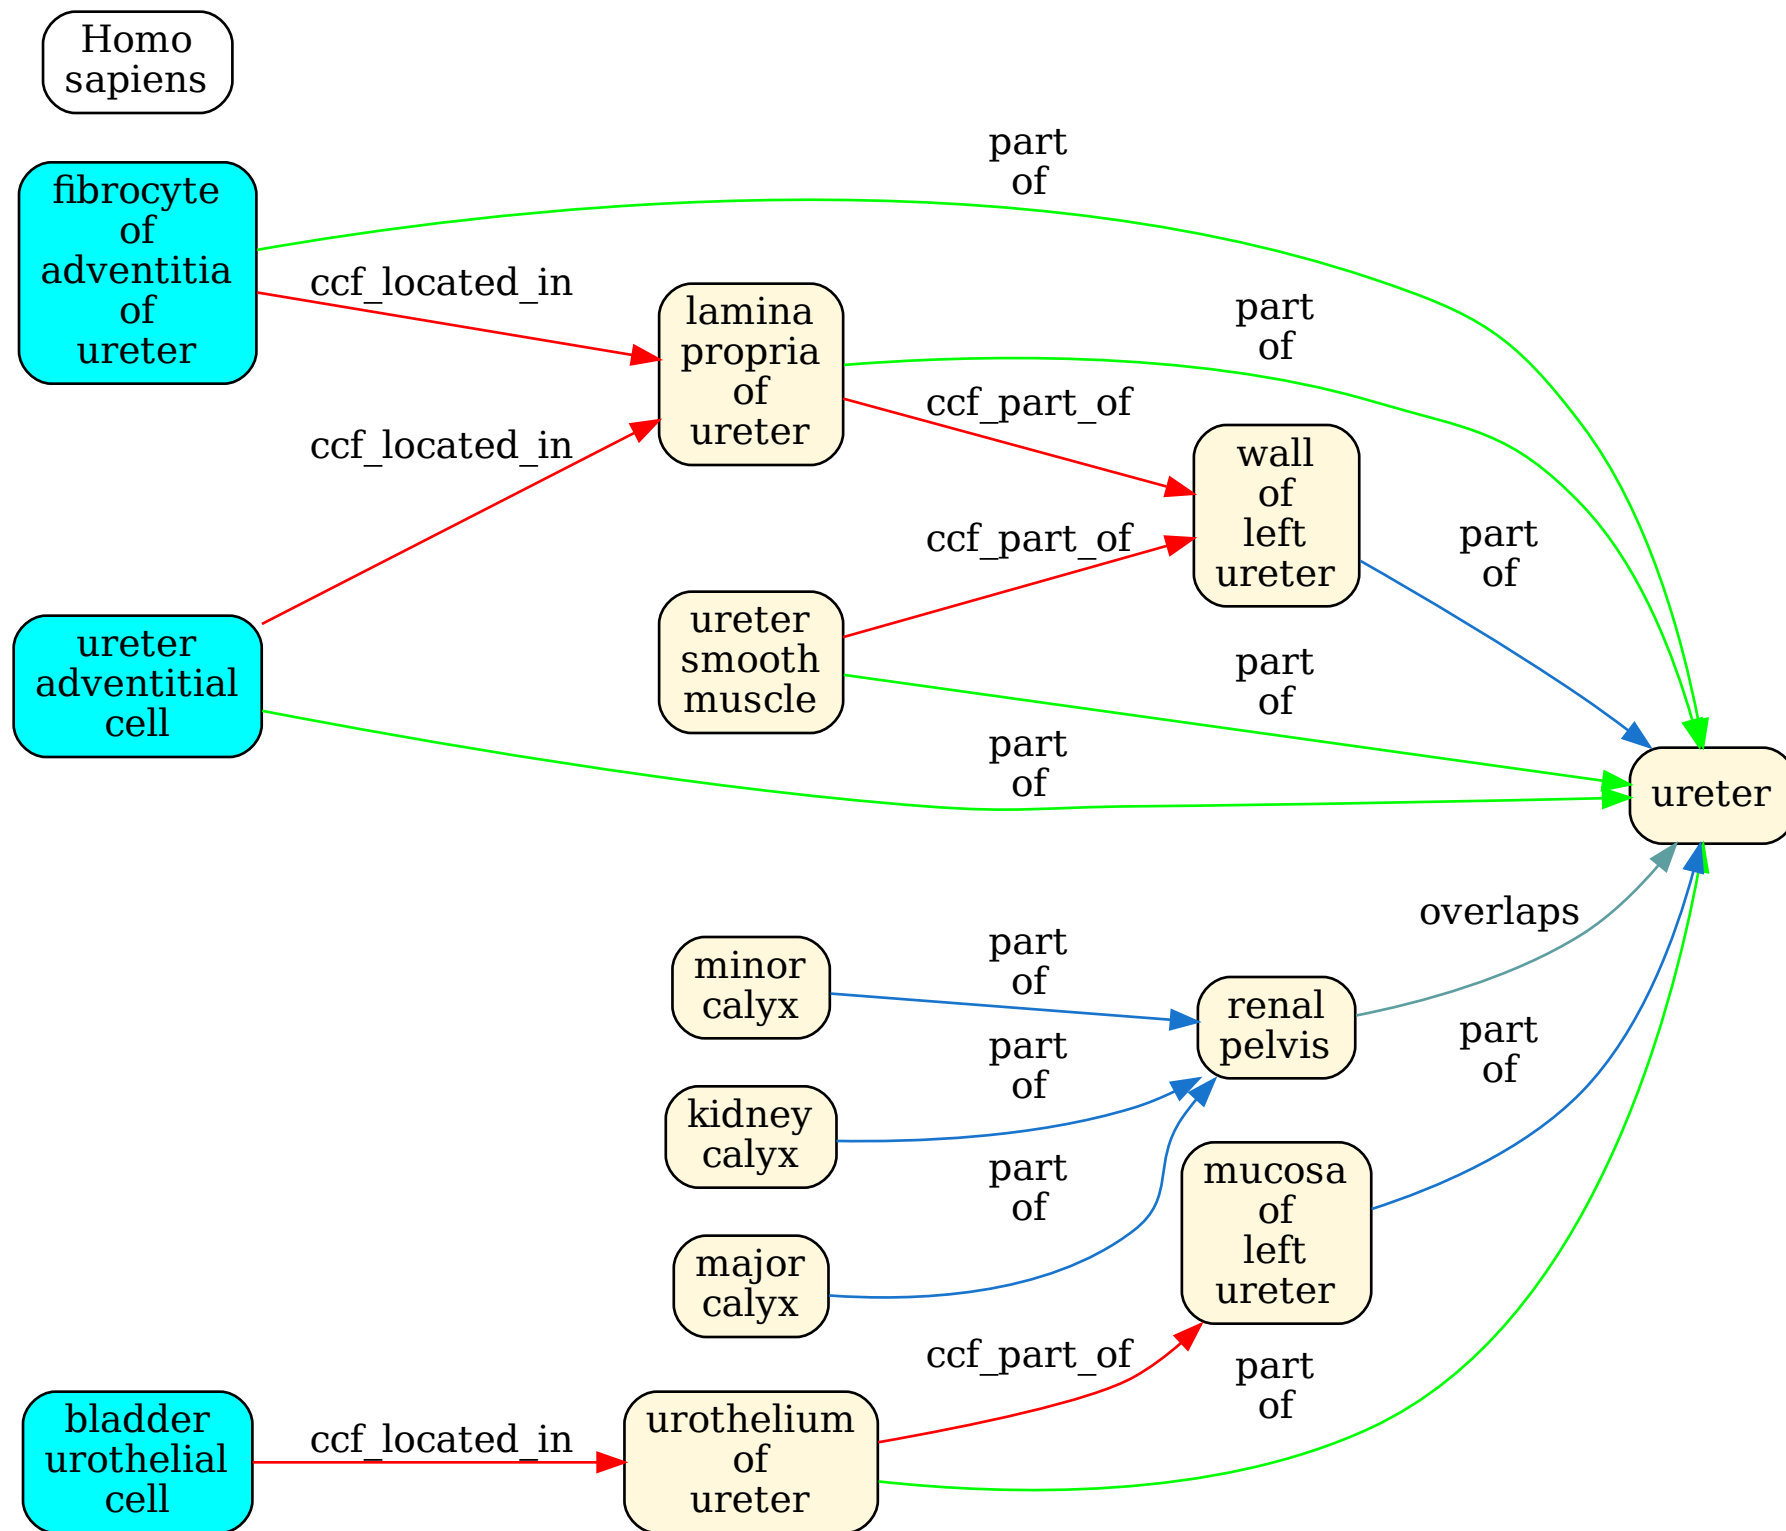 Homo
sapiens
part
of
fibrocyte
of
adventitia
of
ureter
ccf_located_in
lamina
propria
of
ureter
part
of
ccf_part_of
ccf_located_in
wall
of
left
ureter
part
of
ccf_part_of
ureter
smooth
muscle
part
of
ureter
adventitial
cell
part
of
ureter
overlaps
minor
calyx
part
of
renal
pelvis
part
of
part
of
kidney
calyx
part
of
mucosa
of
left
ureter
major
calyx
ccf_part_of
part
of
bladder
urothelial
cell
ccf_located_in
urothelium
of
ureter